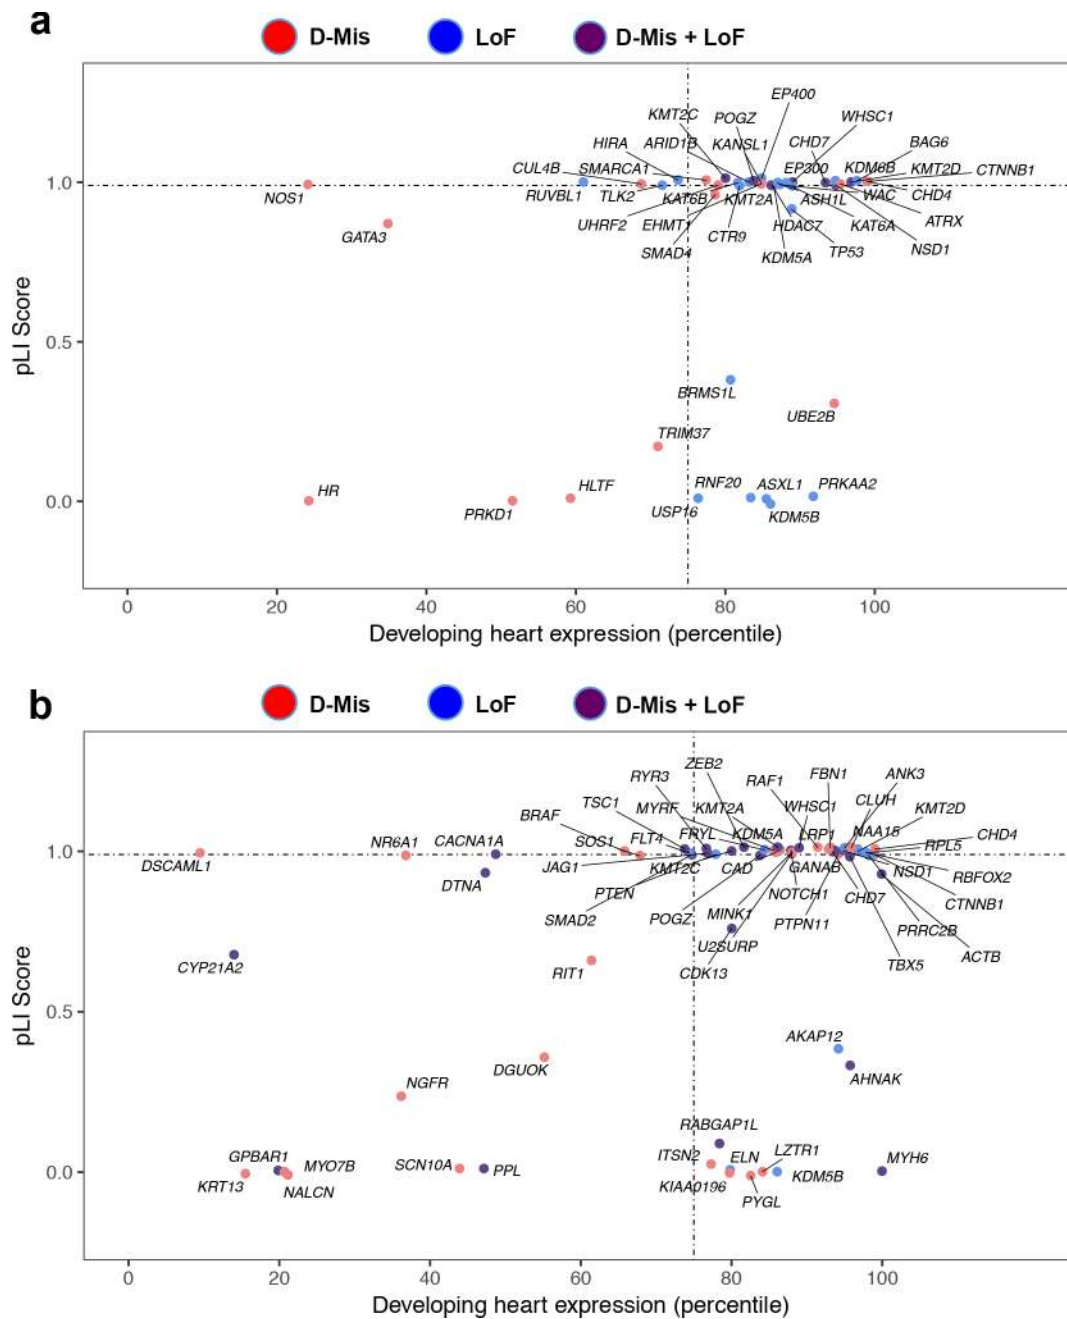 a
D-Mis LoF D-Mis + LoF
EP400
KMT2C POGZ WHSC1
HIRA ARID1B KANSL1 CHD7 BAG6
CUL4B SMARCA1 EP300 KDM6B KMT2D CTNNB1
1.0
NOS1 RUVBL1 TLK2 KAT6B KMT2A ASH1L WAC CHD4
GATA3 UHRF2 EHMT1 CTR9 HDAC7 KAT6A ATRX
SMAD4 KDM5A TP53 NSD1
pLI Score
0.5
BRMS1L
UBE2B
TRIM37
HR HLTF RNF20 ASXL1 PRKAA2
0.0
PRKD1 USP16 KDM5B
0 20 40 60 80 100
Developing heart expression (percentile)
b
D-Mis LoF D-Mis + LoF
ZEB2
RYR3 RAF1 FBN1 ANK3
TSC1 MYRF KMT2A WHSC1 CLUH KMT2D
BRAF
NR6A1 CACNA1A SOS1 FLT4 FRYL KDM5A LRP1 NAA15 CHD4
1.0
RPL5
DSCAML1 JAG1 KMT2C CAD GANAB NSD1 RBFOX2
DTNA PTEN NOTCH1 CHD7 CTNNB1
SMAD2 POGZ MINK1 PTPN11 PRRC2B
U2SURP ACTB
CYP21A2 RIT1 CDK13 TBX5
pLI Score
0.5
AKAP12
DGUOK AHNAK
NGFR
RABGAP1L
GPBAR1 MYO7B SCN10A PPL ITSN2 ELN LZTR1 MYH6
0.0
KRT13 NALCN KIAA0196 PYGL KDM5B
0 20 40 60 80 100
Developing heart expression (percentile)